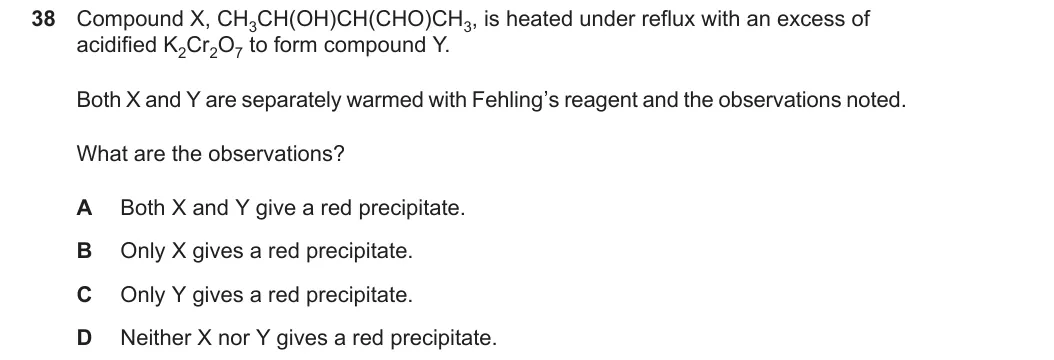 38 Compound X, CH₃CH(OH)CH(CHO)CH₃, is heated under reflux with an excess of
acidified K₂Cr₂O₇ to form compound Y.
Both X and Y are separately warmed with Fehling's reagent and the observations noted.
What are the observations?
A Both X and Y give a red precipitate.
B Only X gives a red precipitate.
C Only Y gives a red precipitate.
D Neither X nor Y gives a red precipitate.